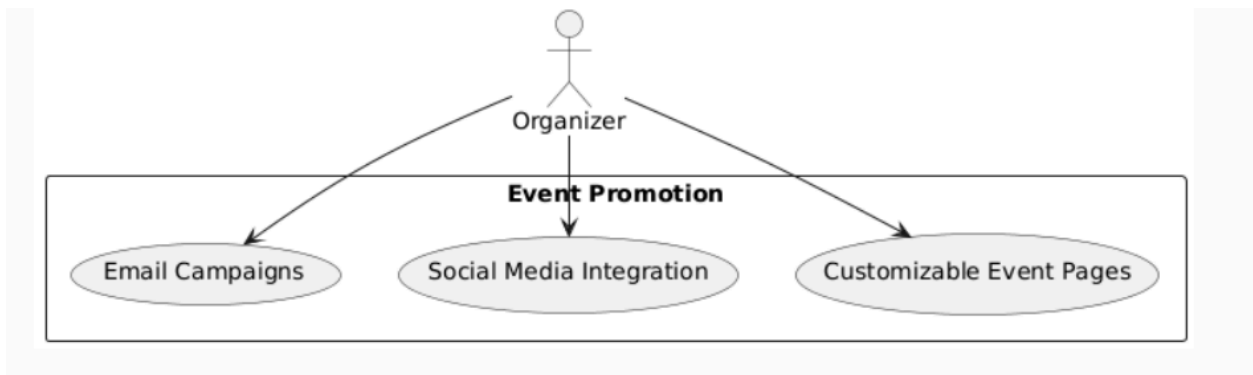 Organizer
Event Promotion
Email Campaigns
Social Media Integration
Customizable Event Pages